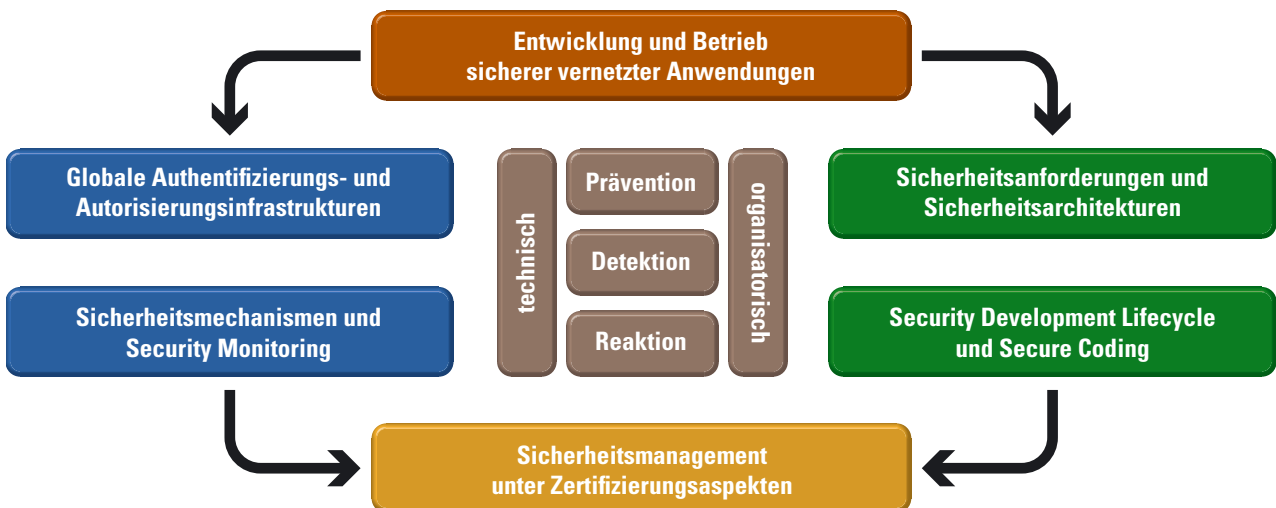 Entwicklung und Betrieb
sicherer vernetzter Anwendungen
Globale Authentifizierungs- und
Autorisierungsinfrastrukturen
Sicherheitsmechanismen und
Security Monitoring
technisch
Prävention
Detektion
Reaktion
organisatorisch
Sicherheitsanforderungen und
Sicherheitsarchitekturen
Security Development Lifecycle
und Secure Coding
Sicherheitsmanagement
unter Zertifizierungsaspekten